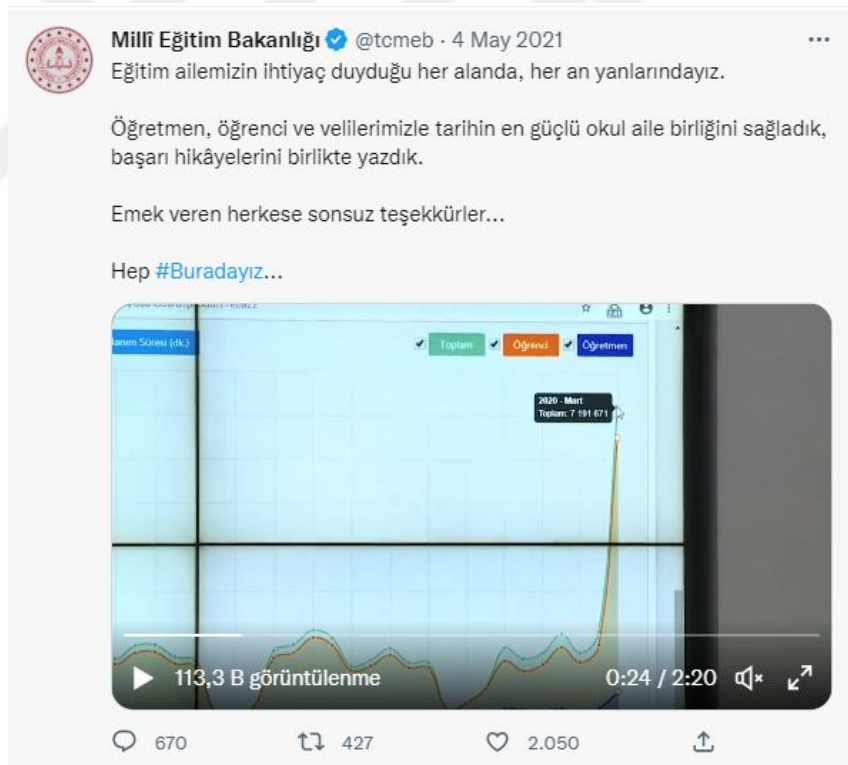 Millî Eğitim Bakanlığı @tcmeb · 4 May 2021
Eğitim ailemizin ihtiyaç duyduğu her alanda, her an yanlarındayız.
Öğretmen, öğrenci ve velilerimizle tarihin en güçlü okul aile birliğini sağladık,
başarı hikâyelerini birlikte yazdık.
Emek veren herkese sonsuz teşekkürler...
Hep #Buradayız...
Süresi (dk.)
Toplam Öğrenci Öğretmen
2020 - Mart
Toplam: 7 191 671
113,3 B görüntülenme 0:24 / 2:20
670 427 2.050